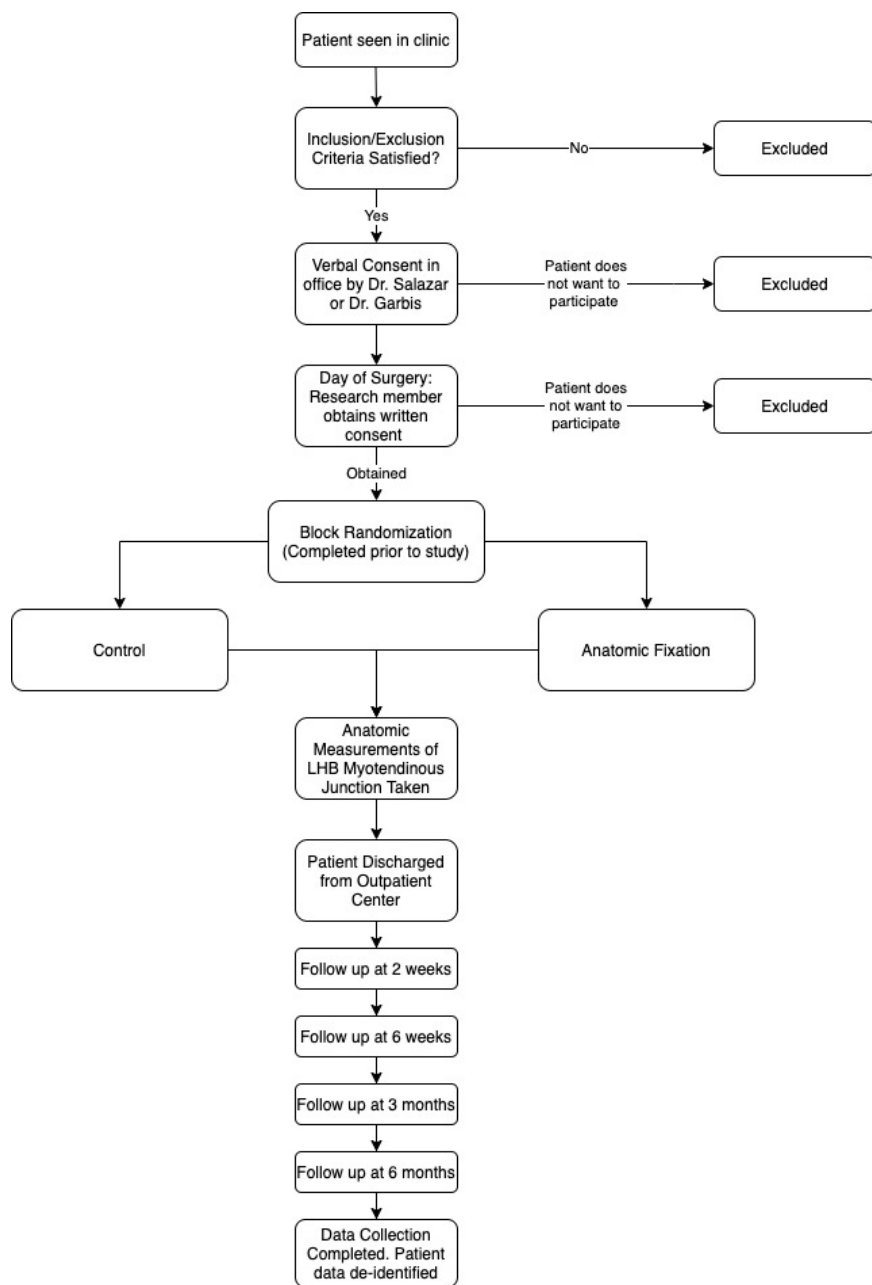 Patient seen in clinic
Inclusion/Exclusion
Criteria Satisfied?
No
Excluded
Yes
Verbal Consent in
office by Dr. Salazar
or Dr. Garbis
Patient does
not want to
participate
Excluded
Day of Surgery:
Research member
obtains written
consent
Patient does
not want to
participate
Excluded
Obtained
Block Randomization
(Completed prior to study)
Control
Anatomic Fixation
Anatomic
Measurements of
LHB Myotendinous
Junction Taken
Patient Discharged
from Outpatient
Center
Follow up at 2 weeks
Follow up at 6 weeks
Follow up at 3 months
Follow up at 6 months
Data Collection
Completed. Patient
data de-identified